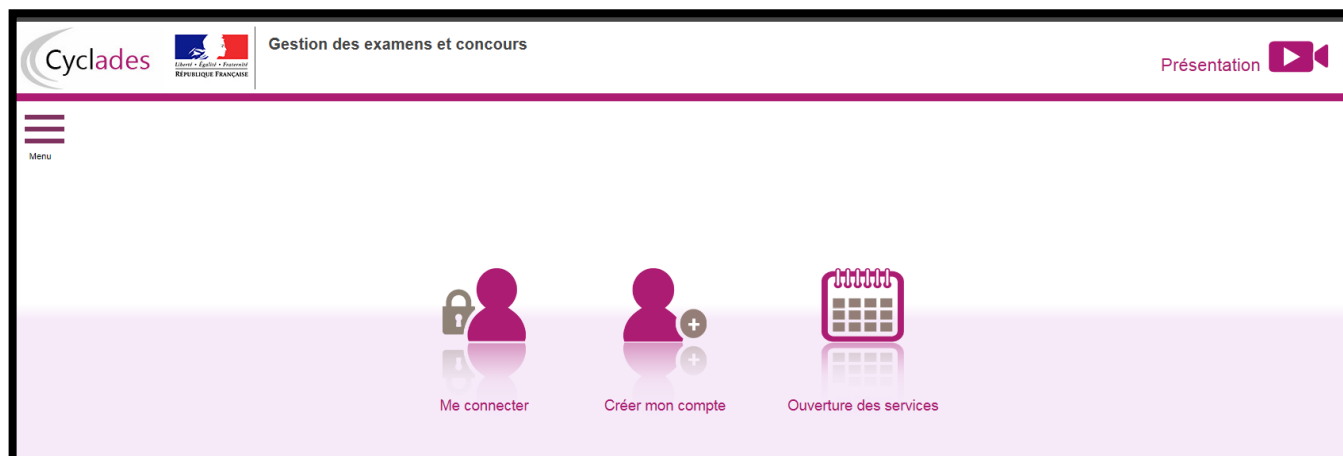 Cyclades
Liberté • Égalité • Fraternité
RÉPUBLIQUE FRANÇAISE
Gestion des examens et concours
Présentation
Menu
Me connecter
Créer mon compte
Ouverture des services